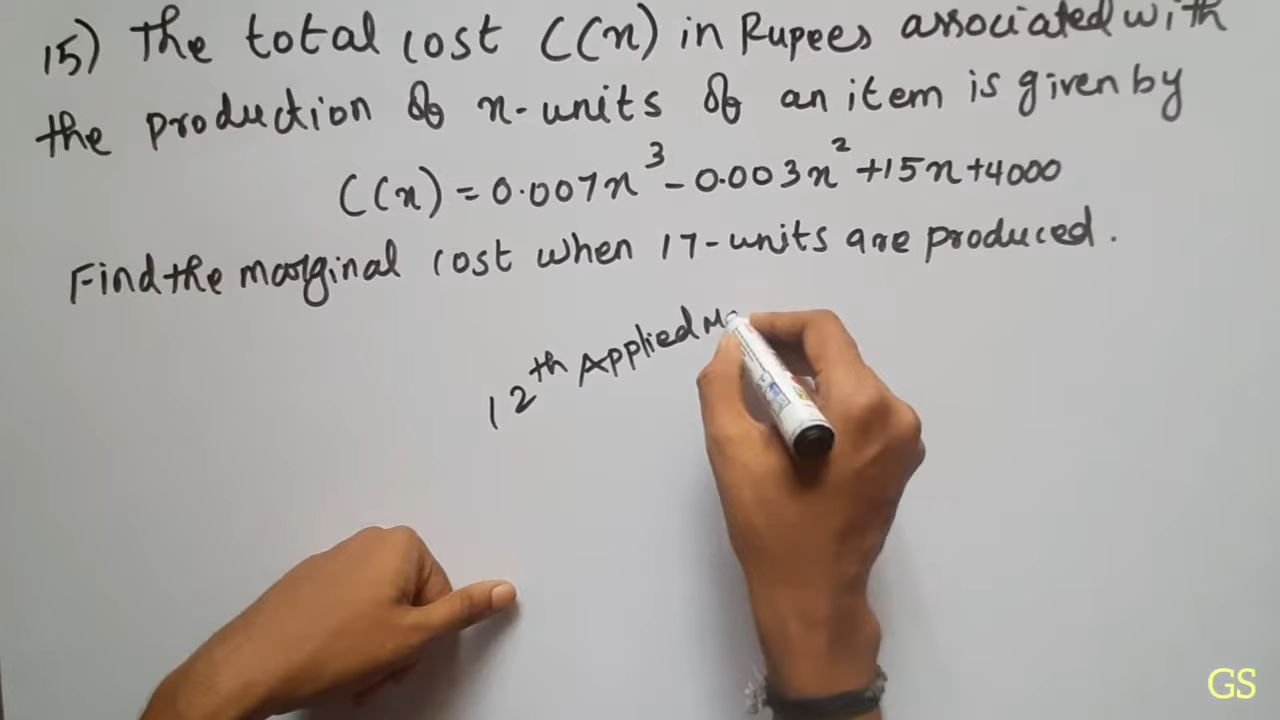 15) The total cost C(x) in Rupees associated with
the production of x-units of an item is given by
C(x) = 0.007x³ - 0.003x² + 15x + 4000
Find the marginal cost when 17-units are produced.
12th Applied
GS